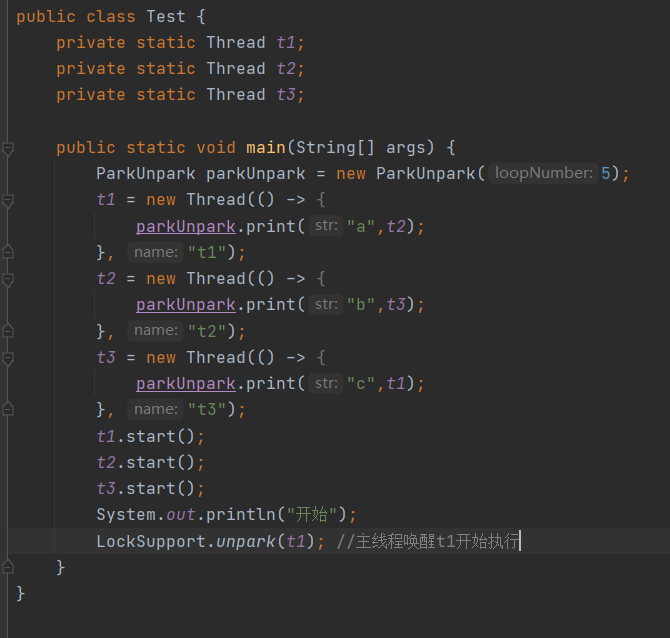 public class Test {
    private static Thread t1;
    private static Thread t2;
    private static Thread t3;

    public static void main(String[] args) {
        ParkUnpark parkUnpark = new ParkUnpark( loopNumber: 5);
        t1 = new Thread(() -> {
            parkUnpark.print( str: "a",t2);
        }, name: "t1");
        t2 = new Thread(() -> {
            parkUnpark.print( str: "b",t3);
        }, name: "t2");
        t3 = new Thread(() -> {
            parkUnpark.print( str: "c",t1);
        }, name: "t3");
        t1.start();
        t2.start();
        t3.start();
        System.out.println("开始");
        LockSupport.unpark(t1); //主线程唤醒t1开始执行
    }
}